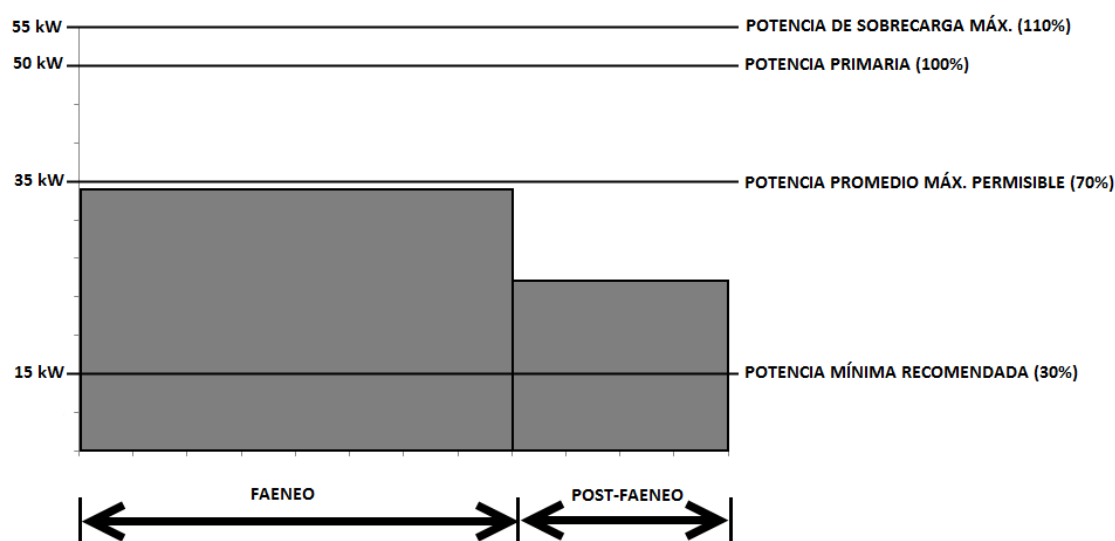 55 kW POTENCIA DE SOBRECARGA MÁX. (110%)
50 kW POTENCIA PRIMARIA (100%)
35 kW POTENCIA PROMEDIO MÁX. PERMISIBLE (70%)
15 kW POTENCIA MÍNIMA RECOMENDADA (30%)
FAENEO POST-FAENEO